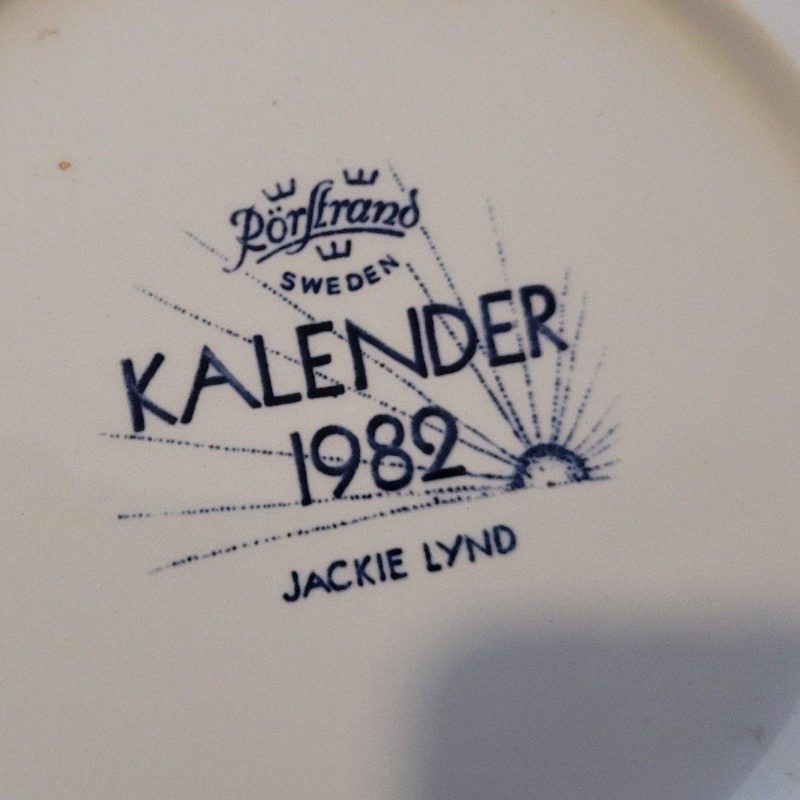 Rörstrand
SWEDEN
KALENDER
1982
JACKIE LYND